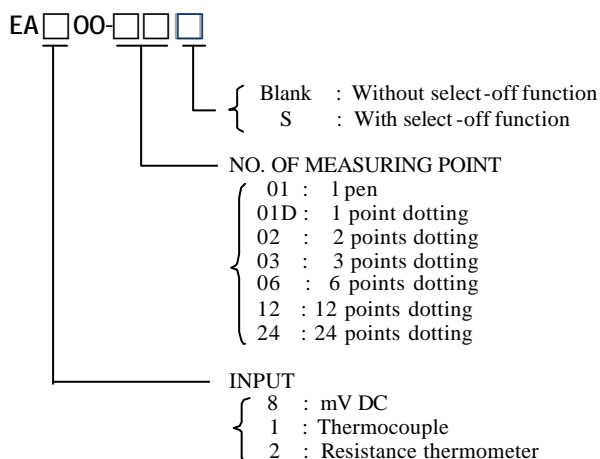 EA□00-□□□
Blank : Without select-off function
S : With select-off function
NO. OF MEASURING POINT
01 : 1 pen
01D : 1 point dotting
02 : 2 points dotting
03 : 3 points dotting
06 : 6 points dotting
12 : 12 points dotting
24 : 24 points dotting
INPUT
8 : mV DC
1 : Thermocouple
2 : Resistance thermometer